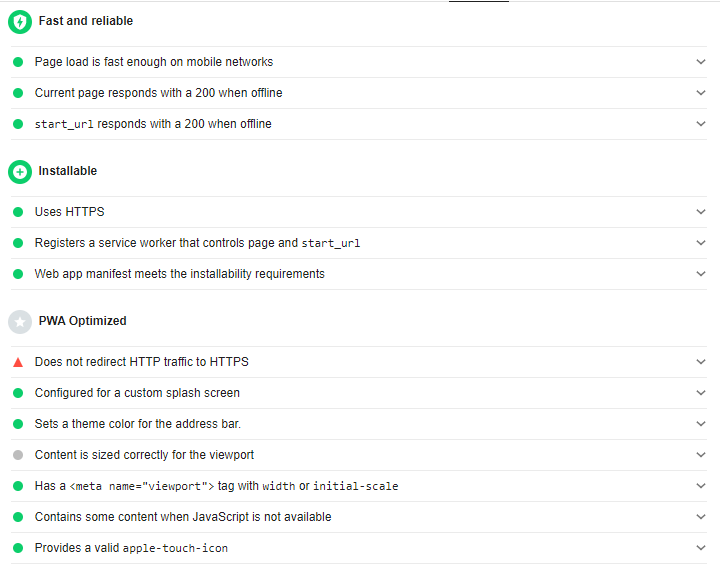 Fast and reliable
Page load is fast enough on mobile networks
Current page responds with a 200 when offline
start_url responds with a 200 when offline
Installable
Uses HTTPS
Registers a service worker that controls page and start_url
Web app manifest meets the installability requirements
PWA Optimized
Does not redirect HTTP traffic to HTTPS
Configured for a custom splash screen
Sets a theme color for the address bar.
Content is sized correctly for the viewport
Has a <meta name="viewport"> tag with width or initial-scale
Contains some content when JavaScript is not available
Provides a valid apple-touch-icon